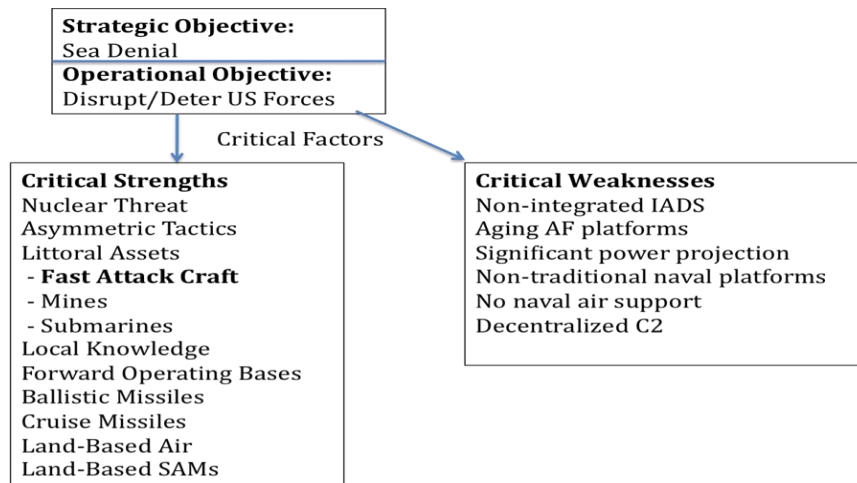 Strategic Objective:
Sea Denial
Operational Objective:
Disrupt/Deter US Forces
Critical Factors
Critical Strengths
Nuclear Threat
Asymmetric Tactics
Littoral Assets
- Fast Attack Craft
- Mines
- Submarines
Local Knowledge
Forward Operating Bases
Ballistic Missiles
Cruise Missiles
Land-Based Air
Land-Based SAMs
Critical Weaknesses
Non-integrated IADS
Aging AF platforms
Significant power projection
Non-traditional naval platforms
No naval air support
Decentralized C2